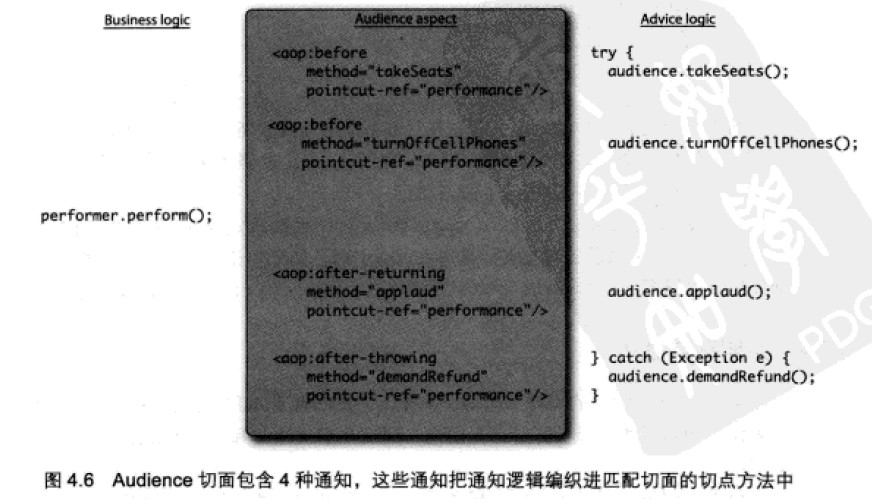 Business logic
Audience aspect
Advice logic
<aop:before
method="takeSeats"
pointcut-ref="performance"/>
try {
audience.takeSeats();
<aop:before
method="turnOffCellPhones"
pointcut-ref="performance"/>
audience.turnOffCellPhones();
performer.perform();
<aop:after-returning
method="applaud"
pointcut-ref="performance"/>
audience.applaud();
<aop:after-throwing
method="demandRefund"
pointcut-ref="performance"/>
} catch (Exception e) {
audience.demandRefund();
}
图 4.6 Audience 切面包含 4 种通知，这些通知把通知逻辑编织进匹配切面的切点方法中
PDG